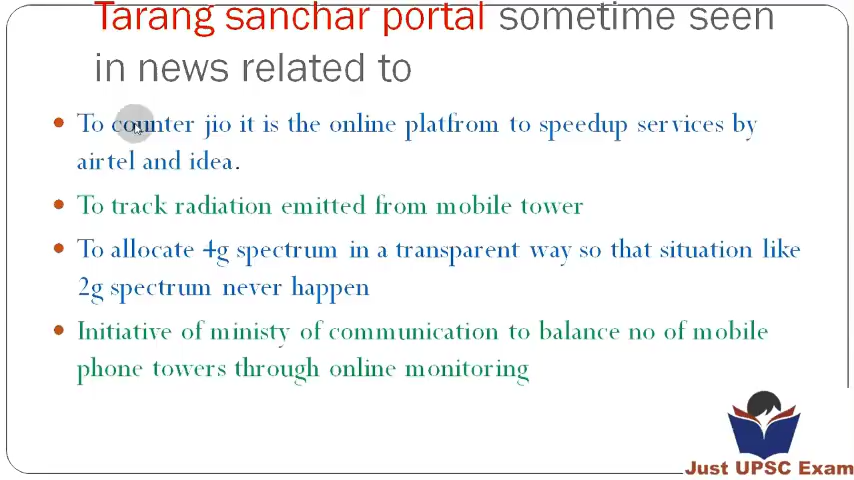 Tarang sanchar portal sometime seen
in news related to
• To counter jio it is the online platfrom to speedup services by
airtel and idea.
• To track radiation emitted from mobile tower
• To allocate 4g spectrum in a transparent way so that situation like
2g spectrum never happen
• Initiative of ministy of communication to balance no of mobile
phone towers through online monitoring
Just UPSC Exam